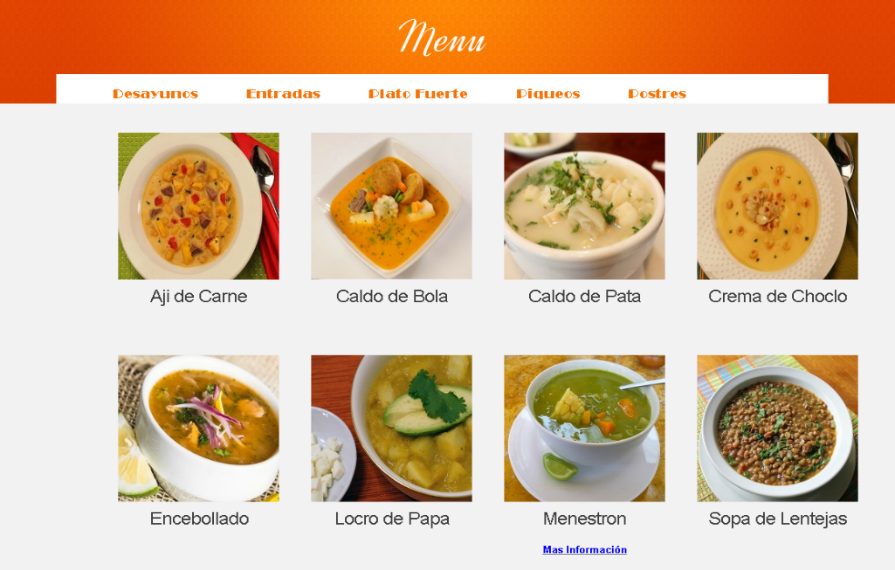 Menu
Desayunos Entradas Plato Fuerte Piqueos Postres
Aji de Carne Caldo de Bola Caldo de Pata Crema de Choclo
Encebollado Locro de Papa Menestron Sopa de Lentejas
Mas Información